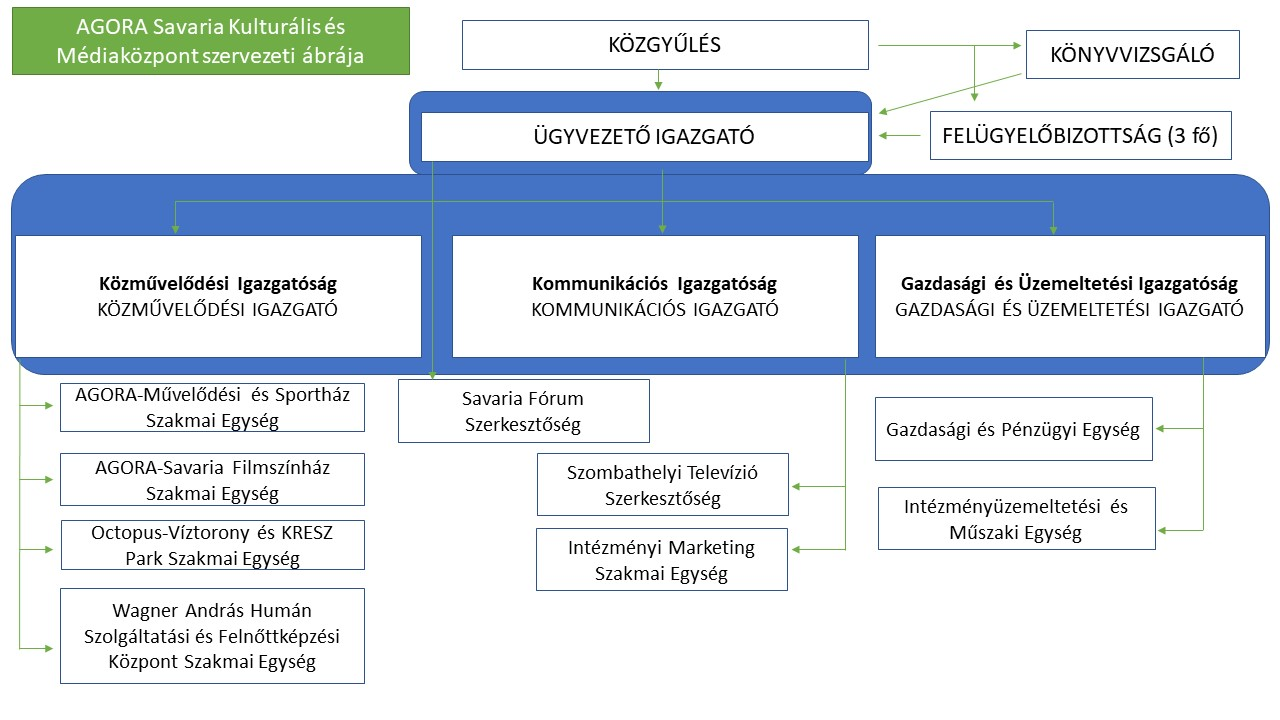 AGORA Savaria Kulturális és
Médiaközpont szervezeti ábrája
KÖZGYŰLÉS
KÖNYVVIZSGÁLÓ
ÜGYVEZETŐ IGAZGATÓ
FELÜGYELŐBIZOTTSÁG (3 fő)
Közművelődési Igazgatóság
KÖZMŰVELŐDÉSI IGAZGATÓ
Kommunikációs Igazgatóság
KOMMUNIKÁCIÓS IGAZGATÓ
Gazdasági és Üzemeltetési Igazgatóság
GAZDASÁGI ÉS ÜZEMELTETÉSI IGAZGATÓ
AGORA-Művelődési és Sportház
Szakmai Egység
AGORA-Savaria Filmszínház
Szakmai Egység
Octopus-Víztorony és KRESZ
Park Szakmai Egység
Wagner András Humán
Szolgáltatási és Felnőttképzési
Központ Szakmai Egység
Savaria Fórum
Szerkesztőség
Szombathelyi Televízió
Szerkesztőség
Intézményi Marketing
Szakmai Egység
Gazdasági és Pénzügyi Egység
Intézményüzemeltetési és
Műszaki Egység